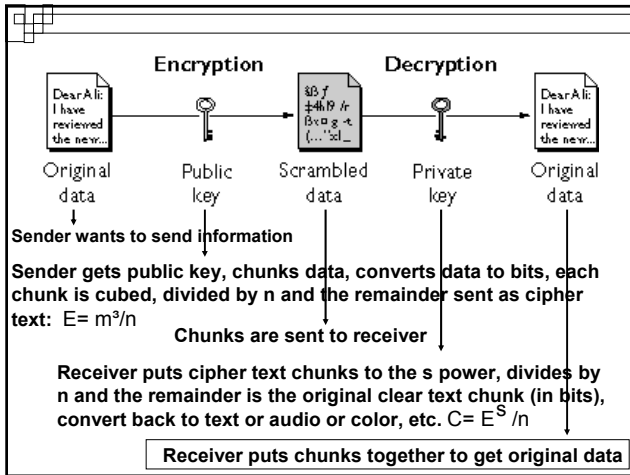 Encryption
Decryption
Dear Ali:
I have
reviewed
the new...
Dear Ali:
I have
reviewed
the new...
Original
data
Public
key
Scrambled
data
Private
key
Original
data
Sender wants to send information
Sender gets public key, chunks data, converts data to bits, each
chunk is cubed, divided by n and the remainder sent as cipher
text: E= m³/n
Chunks are sent to receiver
Receiver puts cipher text chunks to the s power, divides by
n and the remainder is the original clear text chunk (in bits),
convert back to text or audio or color, etc. C= E^S /n
Receiver puts chunks together to get original data